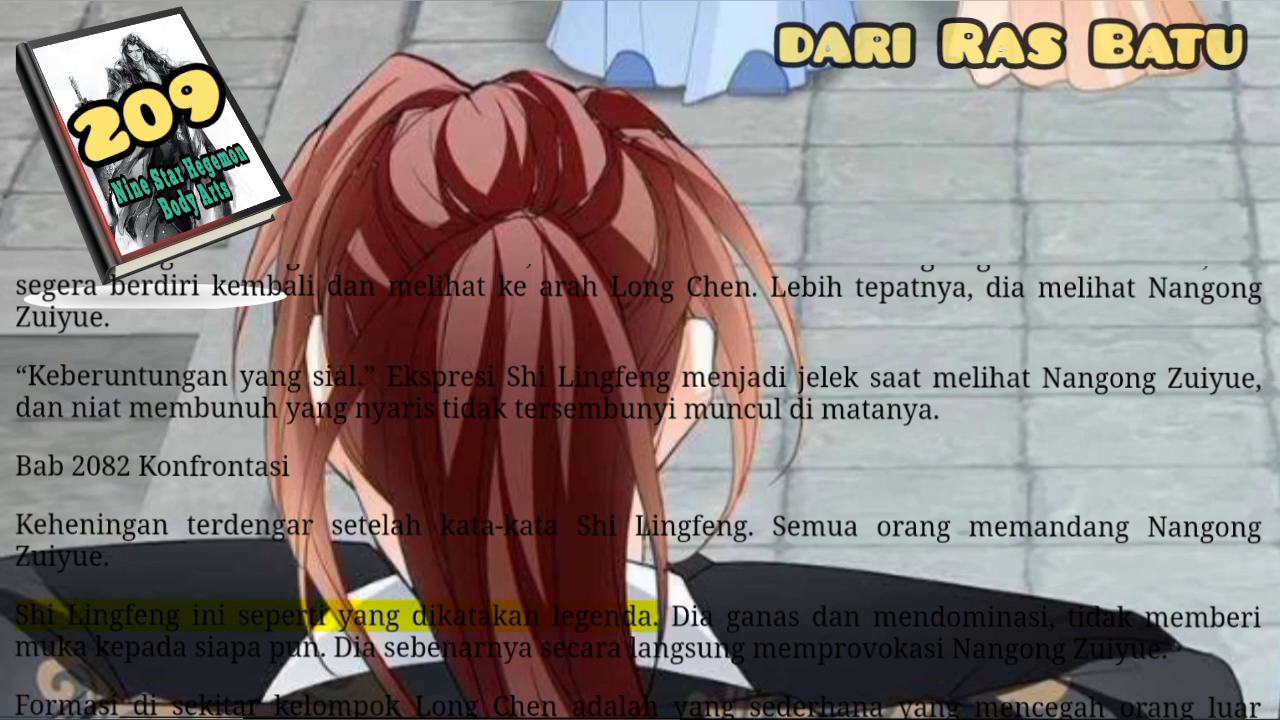 DARI RAS BATU
209
Nine Star Hegemon
Body Arts
segera berdiri kembali dan melihat ke arah Long Chen. Lebih tepatnya, dia melihat Nangong
Zuiyue.
“Keberuntungan yang sial.” Ekspresi Shi Lingfeng menjadi jelek saat melihat Nangong Zuiyue,
dan niat membunuh yang nyaris tidak tersembunyi muncul di matanya.
Bab 2082 Konfrontasi
Keheningan terdengar setelah kata-kata Shi Lingfeng. Semua orang memandang Nangong
Zuiyue.
Shi Lingfeng ini seperti yang dikatakan legenda. Dia ganas dan mendominasi, tidak memberi
muka kepada siapa pun. Dia sebenarnya secara langsung memprovokasi Nangong Zuiyue.
Formasi di sekitar kelompok Long Chen adalah yang sederhana yang mencegah orang luar